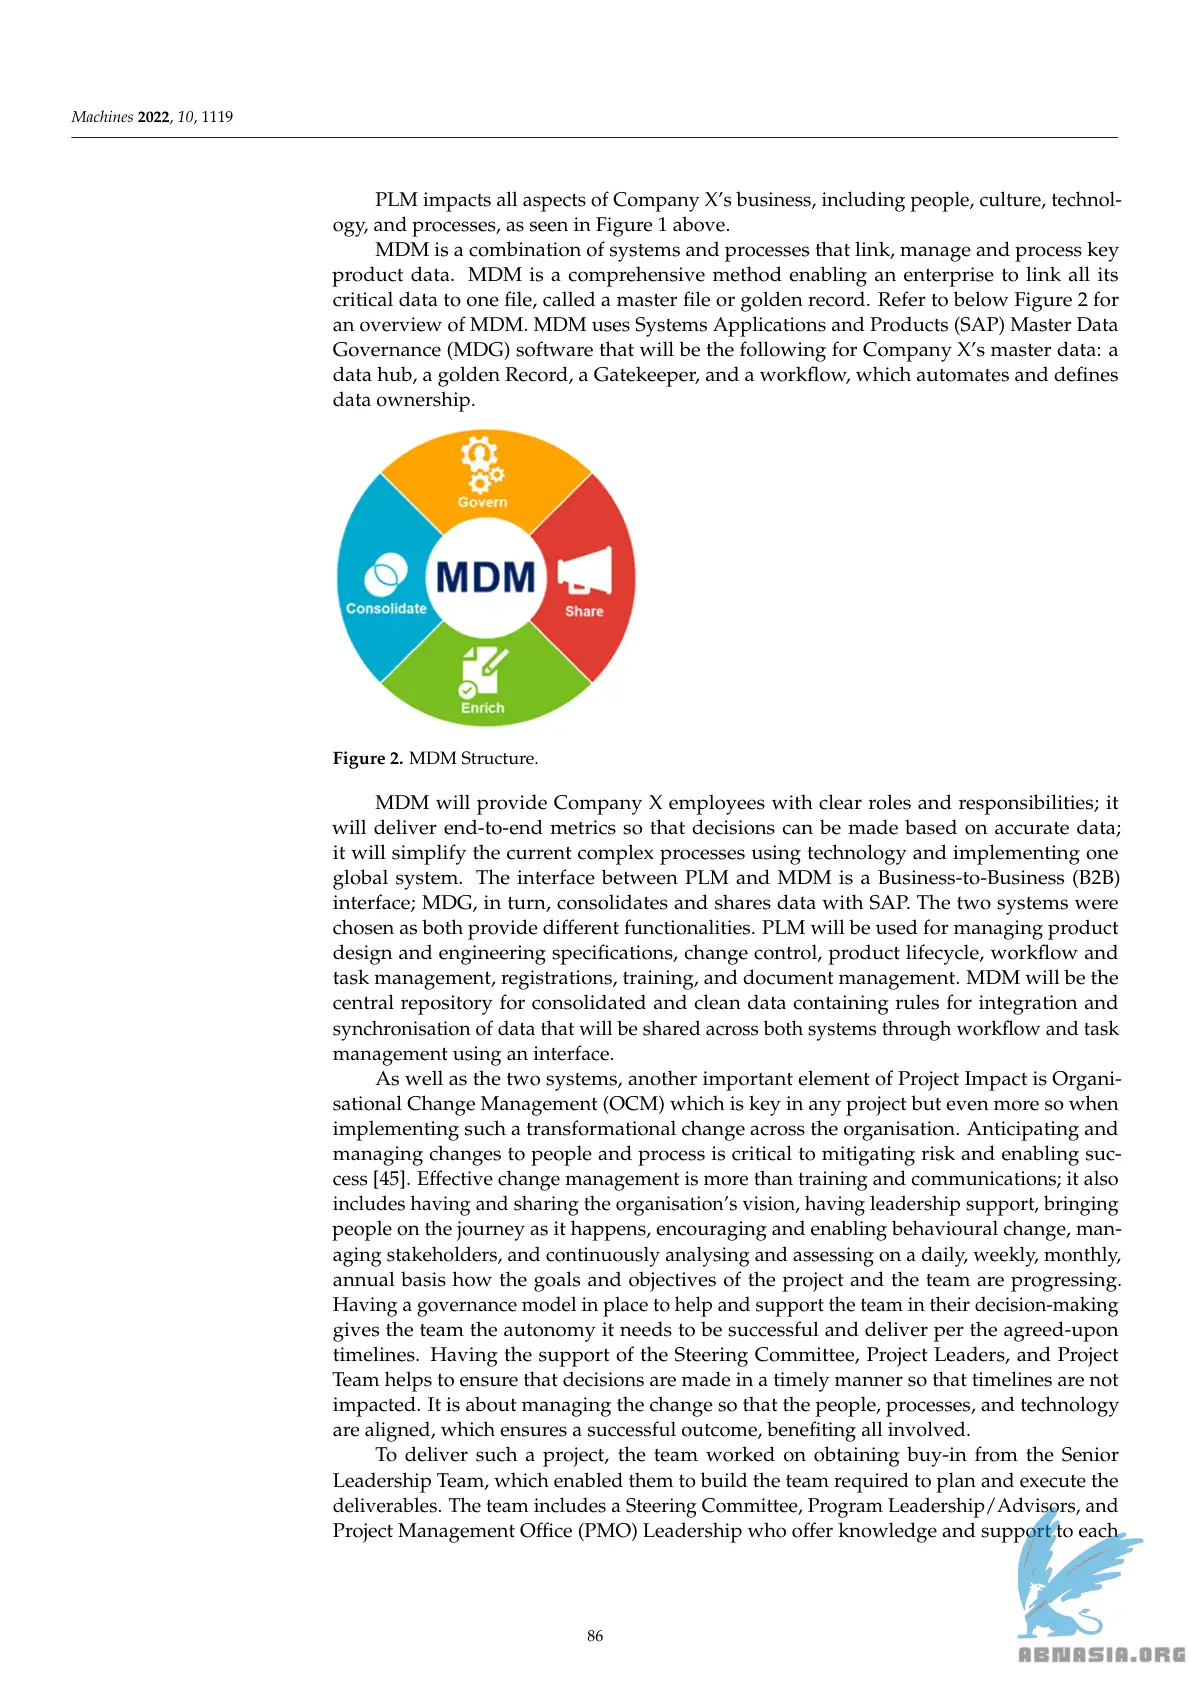 Machines 2022, 10, 1119
PLM impacts all aspects of Company X’s business, including people, culture, technol-
ogy, and processes, as seen in Figure 1 above.
MDM is a combination of systems and processes that link, manage and process key
product data. MDM is a comprehensive method enabling an enterprise to link all its
critical data to one file, called a master file or golden record. Refer to below Figure 2 for
an overview of MDM. MDM uses Systems Applications and Products (SAP) Master Data
Governance (MDG) software that will be the following for Company X’s master data: a
data hub, a golden Record, a Gatekeeper, and a workflow, which automates and defines
data ownership.
Govern
MDM
Consolidate
Share
Enrich
Figure 2. MDM Structure.
MDM will provide Company X employees with clear roles and responsibilities; it
will deliver end-to-end metrics so that decisions can be made based on accurate data;
it will simplify the current complex processes using technology and implementing one
global system. The interface between PLM and MDM is a Business-to-Business (B2B)
interface; MDG, in turn, consolidates and shares data with SAP. The two systems were
chosen as both provide different functionalities. PLM will be used for managing product
design and engineering specifications, change control, product lifecycle, workflow and
task management, registrations, training, and document management. MDM will be the
central repository for consolidated and clean data containing rules for integration and
synchronisation of data that will be shared across both systems through workflow and task
management using an interface.
As well as the two systems, another important element of Project Impact is Organi-
sational Change Management (OCM) which is key in any project but even more so when
implementing such a transformational change across the organisation. Anticipating and
managing changes to people and process is critical to mitigating risk and enabling suc-
cess [45]. Effective change management is more than training and communications; it also
includes having and sharing the organisation’s vision, having leadership support, bringing
people on the journey as it happens, encouraging and enabling behavioural change, man-
aging stakeholders, and continuously analysing and assessing on a daily, weekly, monthly,
annual basis how the goals and objectives of the project and the team are progressing.
Having a governance model in place to help and support the team in their decision-making
gives the team the autonomy it needs to be successful and deliver per the agreed-upon
timelines. Having the support of the Steering Committee, Project Leaders, and Project
Team helps to ensure that decisions are made in a timely manner so that timelines are not
impacted. It is about managing the change so that the people, processes, and technology
are aligned, which ensures a successful outcome, benefiting all involved.
To deliver such a project, the team worked on obtaining buy-in from the Senior
Leadership Team, which enabled them to build the team required to plan and execute the
deliverables. The team includes a Steering Committee, Program Leadership/Advisors, and
Project Management Office (PMO) Leadership who offer knowledge and support to each
86
ABNASIA.ORG